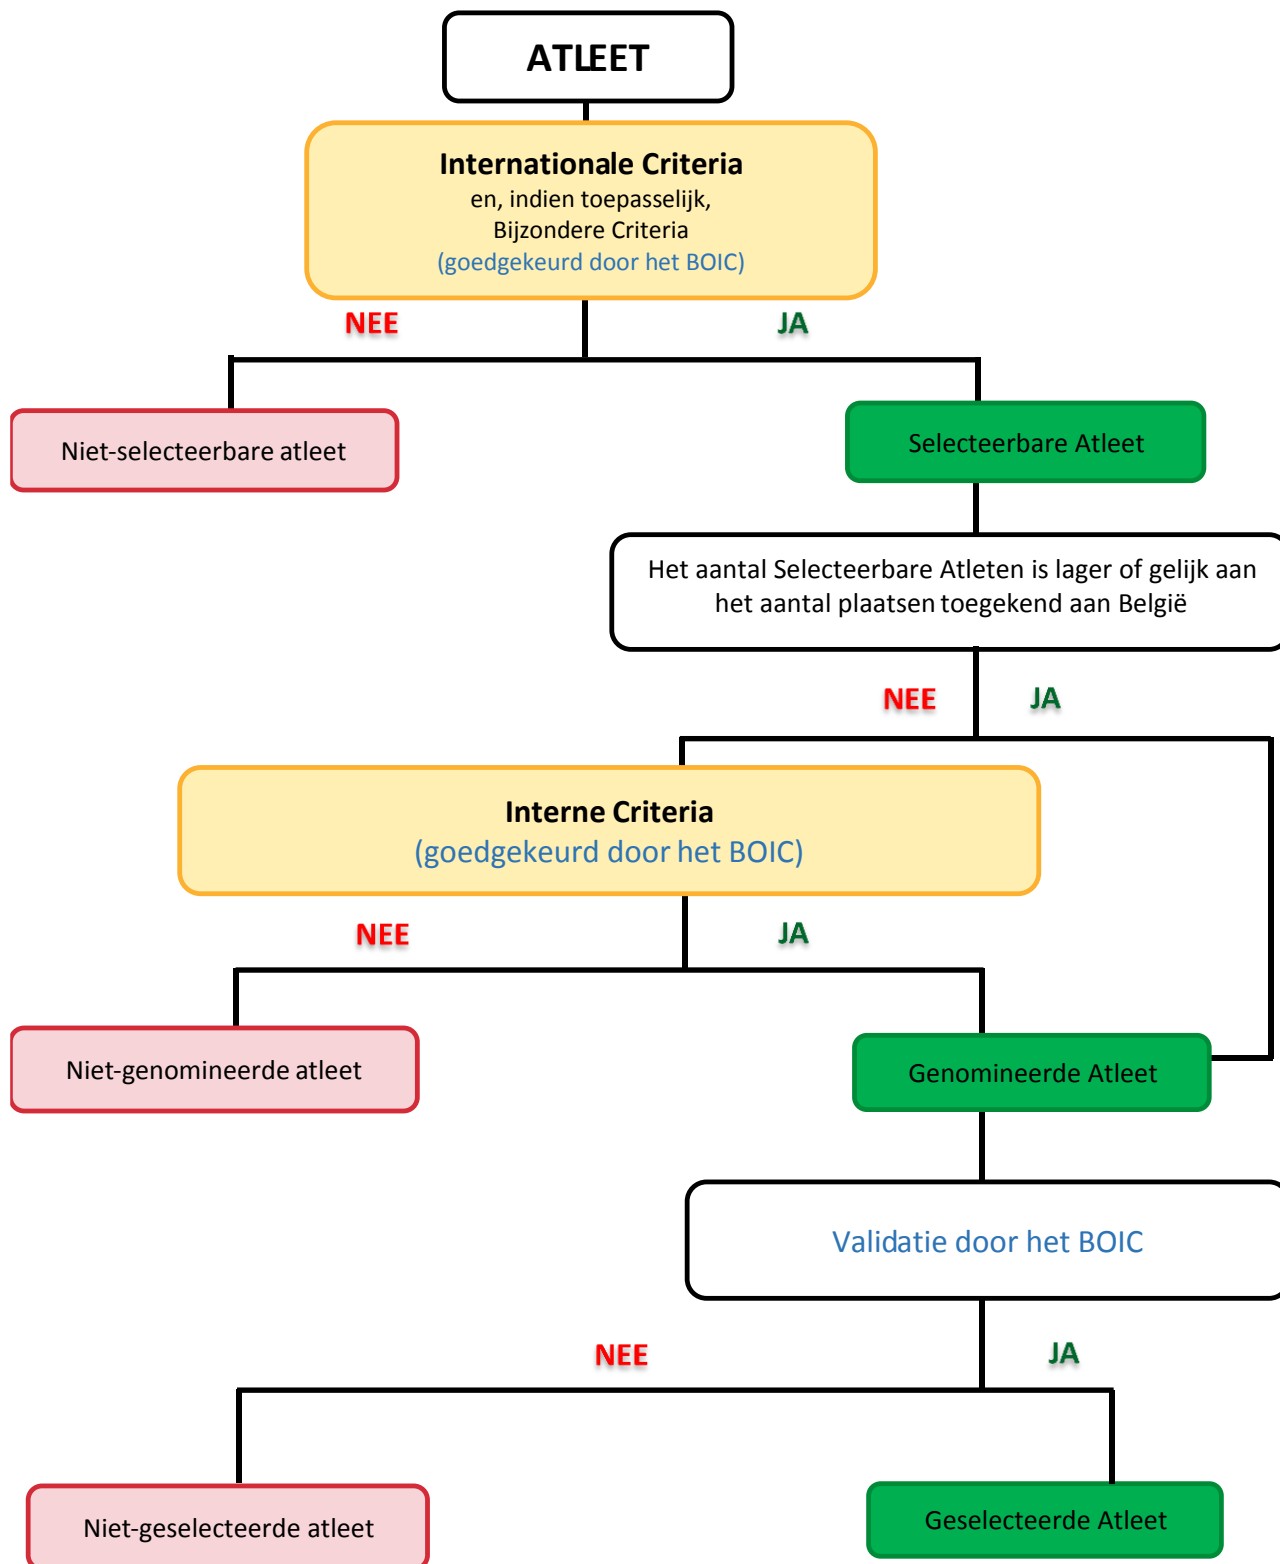 ATLEET
Internationale Criteria
en, indien toepasselijk,
Bijzondere Criteria
(goedgekeurd door het BOIC)
NEE
JA
Niet-selecteerbare atleet
Selecteerbare Atleet
Het aantal Selecteerbare Atleten is lager of gelijk aan
het aantal plaatsen toegekend aan België
NEE
JA
Interne Criteria
(goedgekeurd door het BOIC)
NEE
JA
Niet-genomineerde atleet
Genomineerde Atleet
Validatie door het BOIC
NEE
JA
Niet-geselecteerde atleet
Geselecteerde Atleet